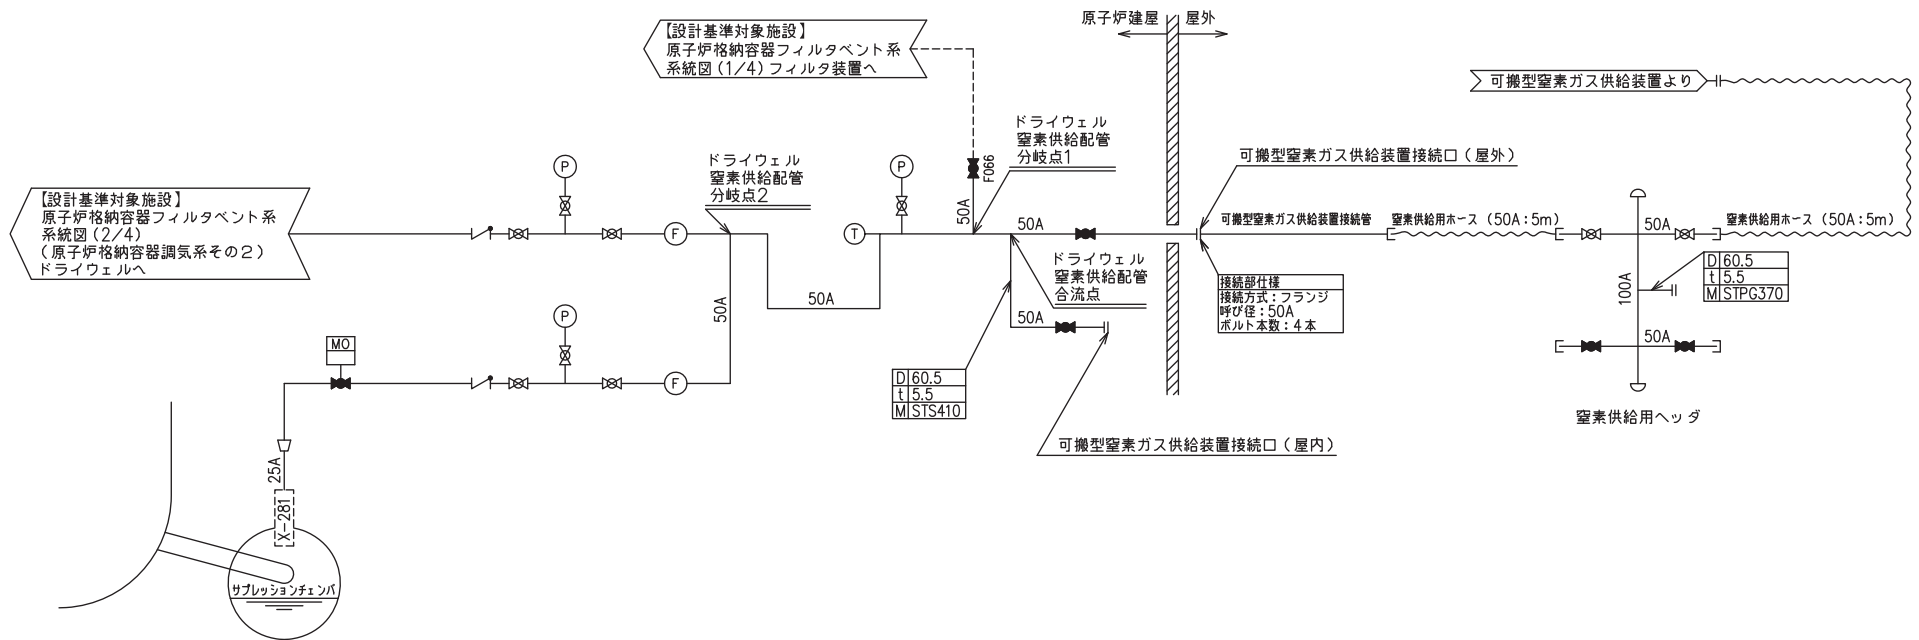 原子炉建屋
屋外
【設計基準対象施設】
原子炉格納容器フィルタベント系
系統図(1/4)フィルタ装置へ
可搬型窒素ガス供給装置より
ドライウェル
窒素供給配管
分岐点1
F066
50A
ドライウェル
窒素供給配管
分岐点2
P
P
可搬型窒素ガス供給装置接続口(屋外)
【設計基準対象施設】
原子炉格納容器フィルタベント系
系統図(2/4)
(原子炉格納容器調気系その2)
ドライウェルへ
F
T
50A
可搬型窒素ガス供給装置接続管
窒素供給用ホース(50A:5m)
50A
窒素供給用ホース(50A:5m)
ドライウェル
窒素供給配管
合流点
D 60.5
t 5.5
M STPG370
100A
接続部仕様
接続方式:フランジ
呼び径:50A
ボルト本数:4本
50A
50A
50A
P
MO
50A
F
D 60.5
t 5.5
M STS410
窒素供給用ヘッダ
可搬型窒素ガス供給装置接続口(屋内)
25A
X-281
サプレッションチェンバ